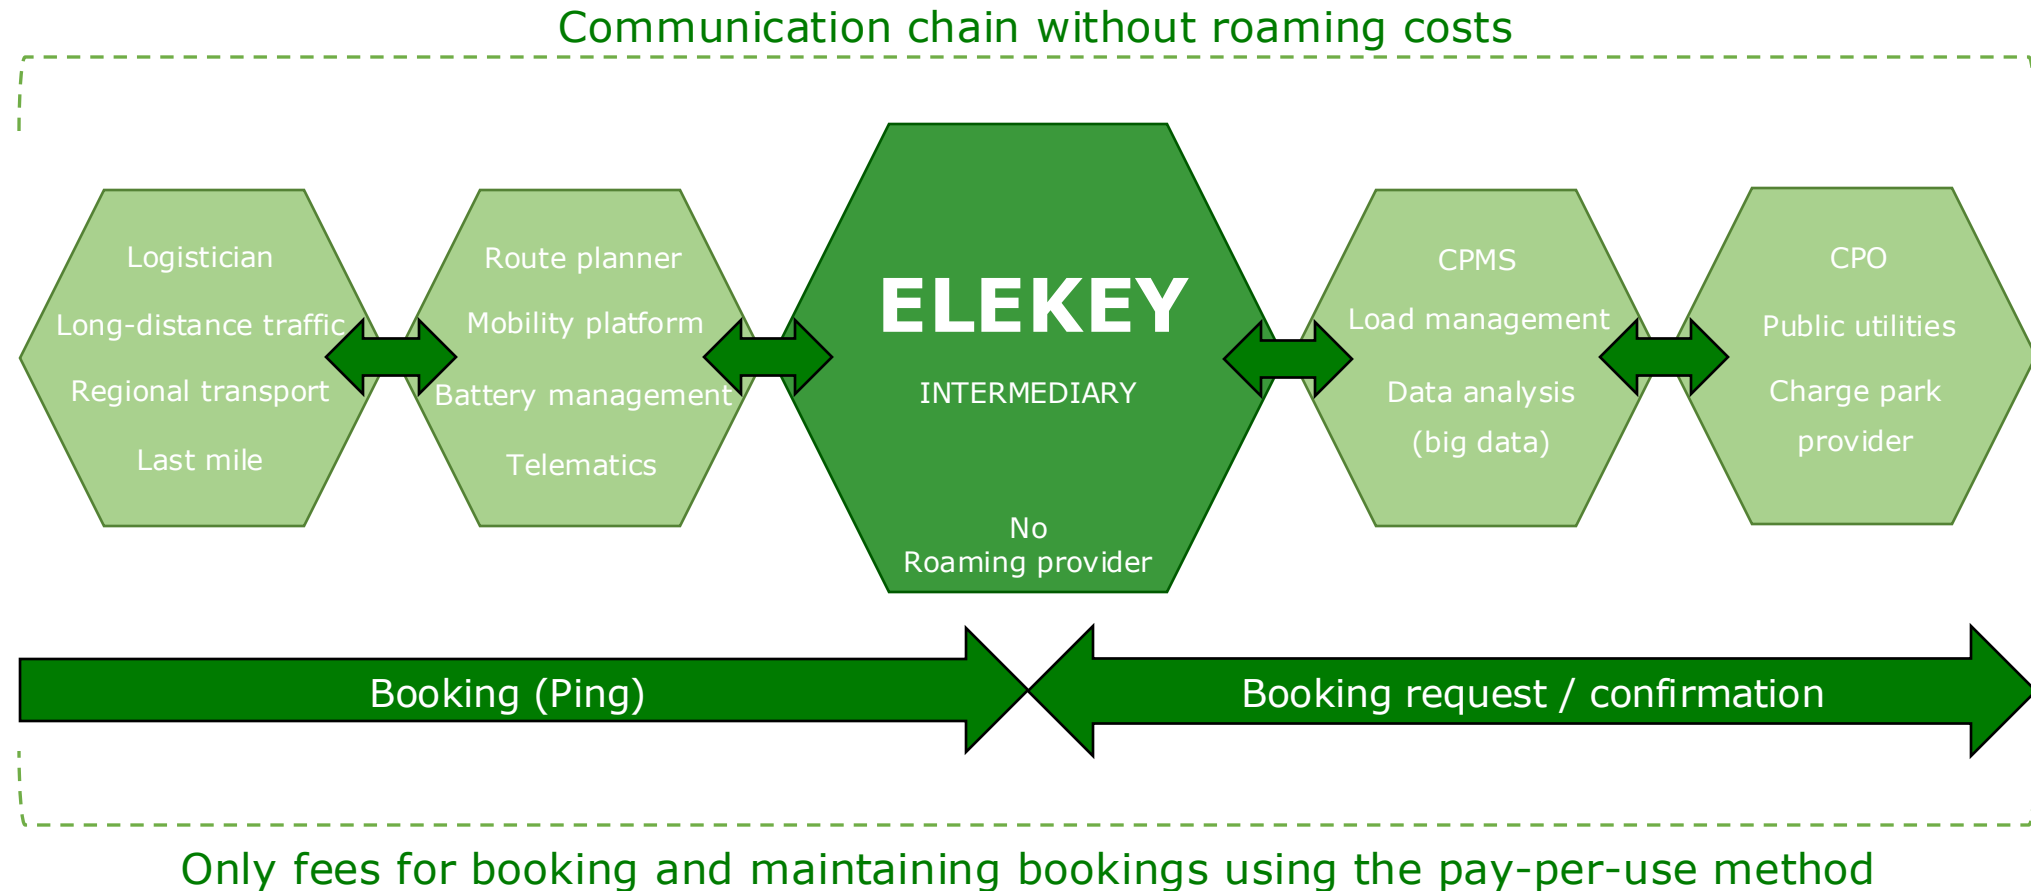 Communication chain without roaming costs
Logistician
Long-distance traffic
Regional transport
Last mile
Route planner
Mobility platform
Battery management
Telematics
ELEKEY
INTERMEDIARY
No
Roaming provider
CPMS
Load management
Data analysis
(big data)
CPO
Public utilities
Charge park
provider
Booking (Ping)
Booking request / confirmation
Only fees for booking and maintaining bookings using the pay-per-use method